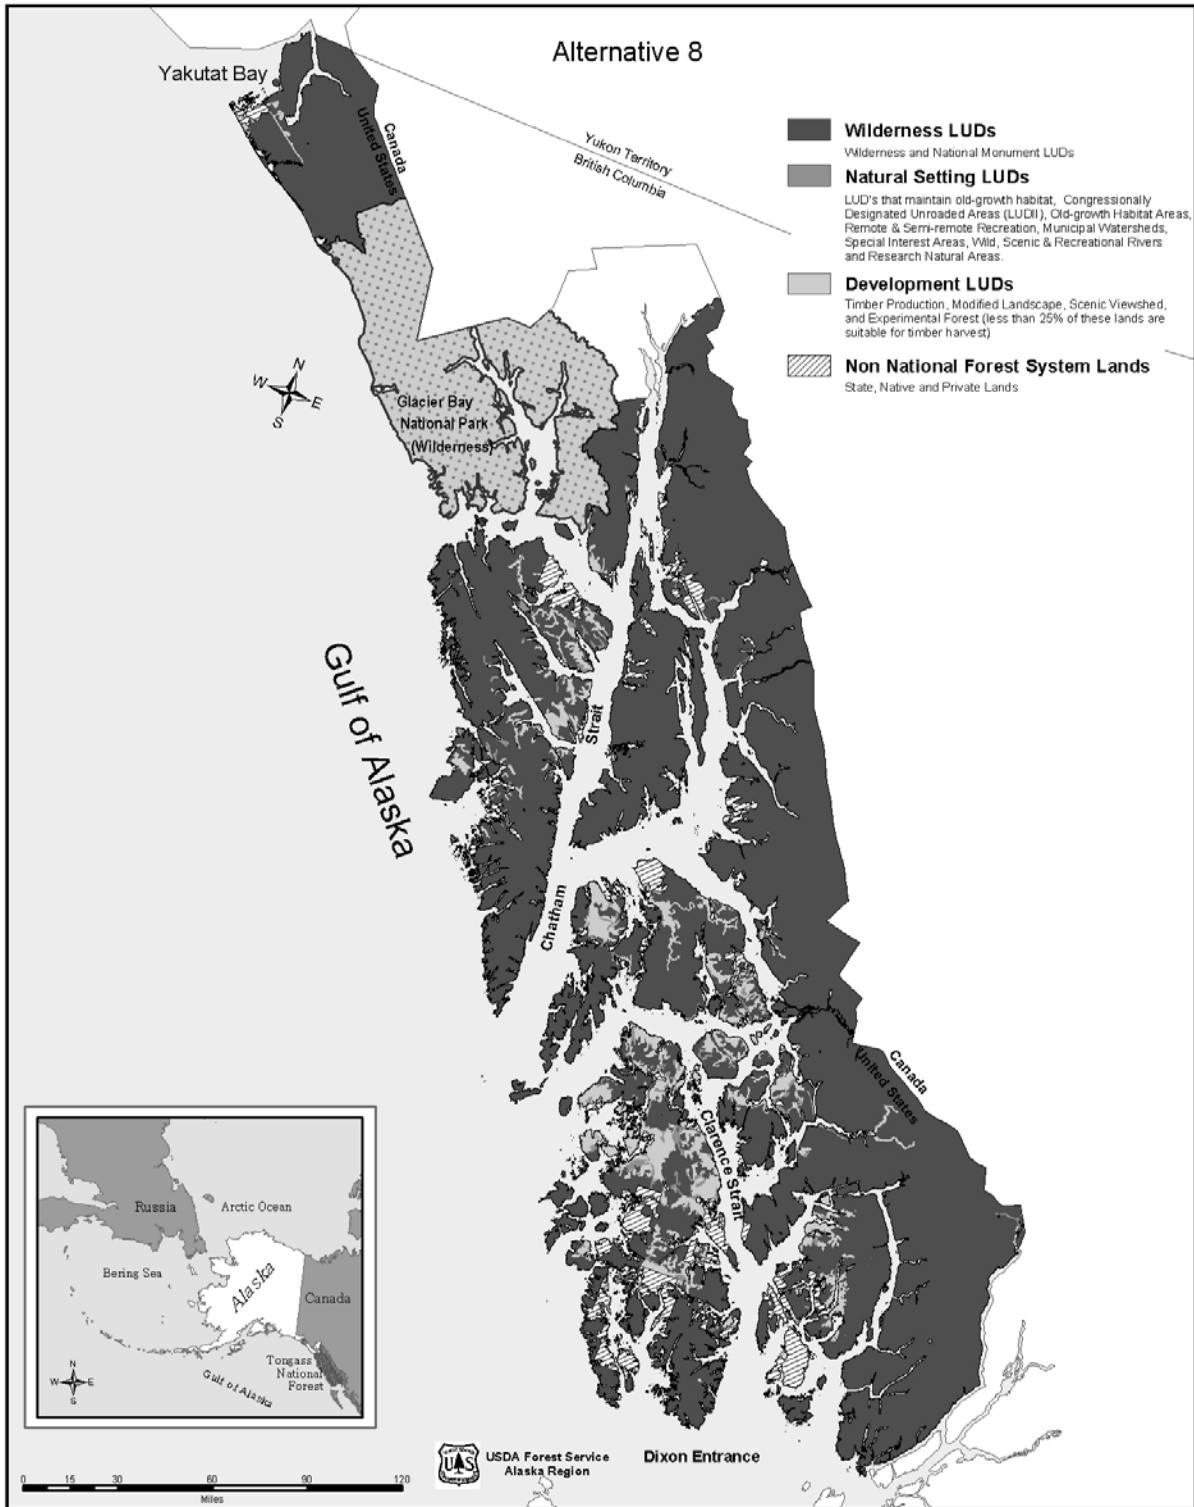 Alternative 8
Yakutat Bay
Canada
United States
Yukon Territory
British Columbia
Wilderness LUDs
Wilderness and National Monument LUDs
Natural Setting LUDs
LUD's that maintain old-growth habitat, Congressionally
Designated Unroaded Areas (LUDII), Old-growth Habitat Areas,
Remote & Semi-remote Recreation, Municipal Watersheds,
Special Interest Areas, Wild, Scenic & Recreational Rivers
and Research Natural Areas.
Development LUDs
Timber Production, Modified Landscape, Scenic Viewshed,
and Experimental Forest (less than 25% of these lands are
suitable for timber harvest)
Non National Forest System Lands
State, Native and Private Lands
N
W
E
S
Glacier Bay
National Park
(Wilderness)
Gulf of Alaska
Strait
Chatham
Canada
United States
Clarence Strait
Russia
Arctic Ocean
Bering Sea
Alaska
Canada
Tongass
National
Forest
Gulf of Alaska
N
W
E
S
0 15 30 60 90 120
Miles
U S
USDA Forest Service
Alaska Region
Dixon Entrance